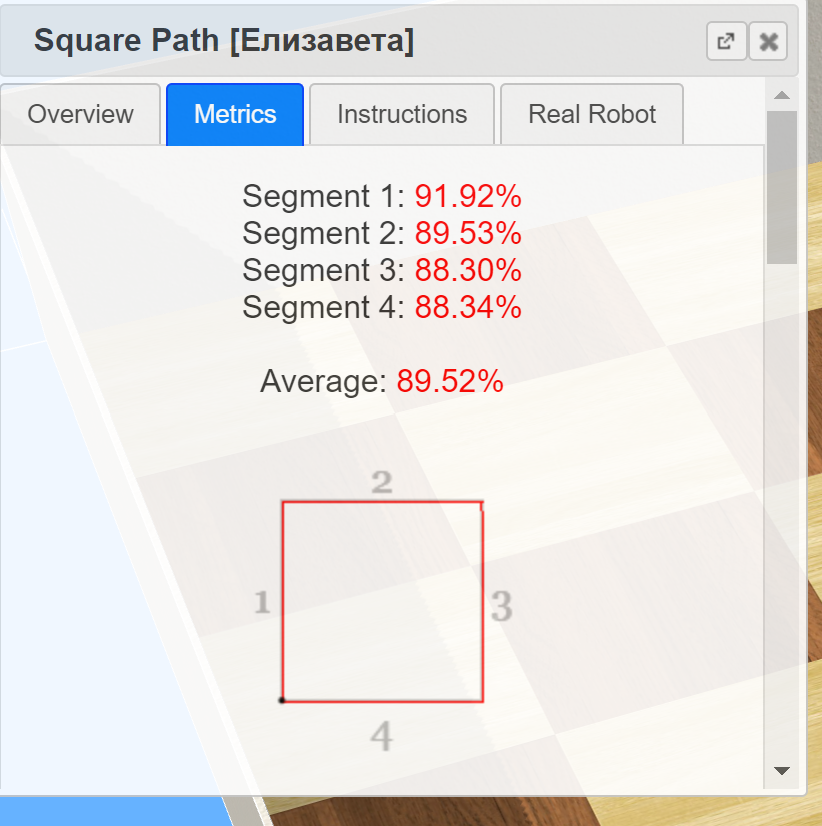 Square Path [Елизавета]
Overview
Metrics
Instructions
Real Robot
Segment 1: 91.92%
Segment 2: 89.53%
Segment 3: 88.30%
Segment 4: 88.34%
Average: 89.52%
2
1
3
4